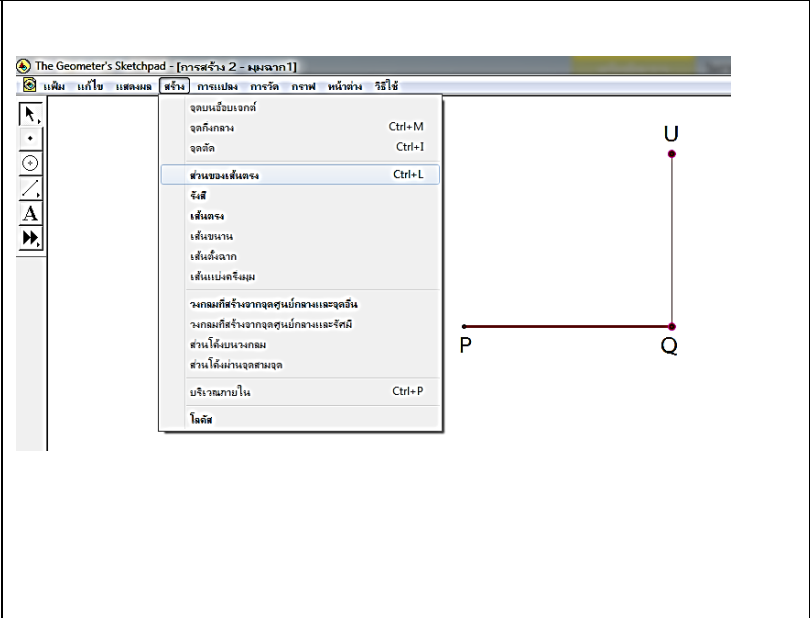 The Geometer's Sketchpad - [การสร้าง 2 - มุมฉาก1]
แฟ้ม แก้ไข แสดงผล สร้าง การแปลง การวัด กราฟ หน้าต่าง วิธีใช้
จุดบนอ็อบเจกต์
จุดกึ่งกลาง Ctrl+M
จุดตัด Ctrl+I
ส่วนของเส้นตรง Ctrl+L
รังสี
เส้นตรง
เส้นขนาน
เส้นตั้งฉาก
เส้นแบ่งครึ่งมุม
วงกลมที่สร้างจากจุดศูนย์กลางและจุดอื่น
วงกลมที่สร้างจากจุดศูนย์กลางและรัศมี
ส่วนโค้งบนวงกลม
ส่วนโค้งผ่านจุดสามจุด
บริเวณภายใน Ctrl+P
โลคัส
A
U
P Q